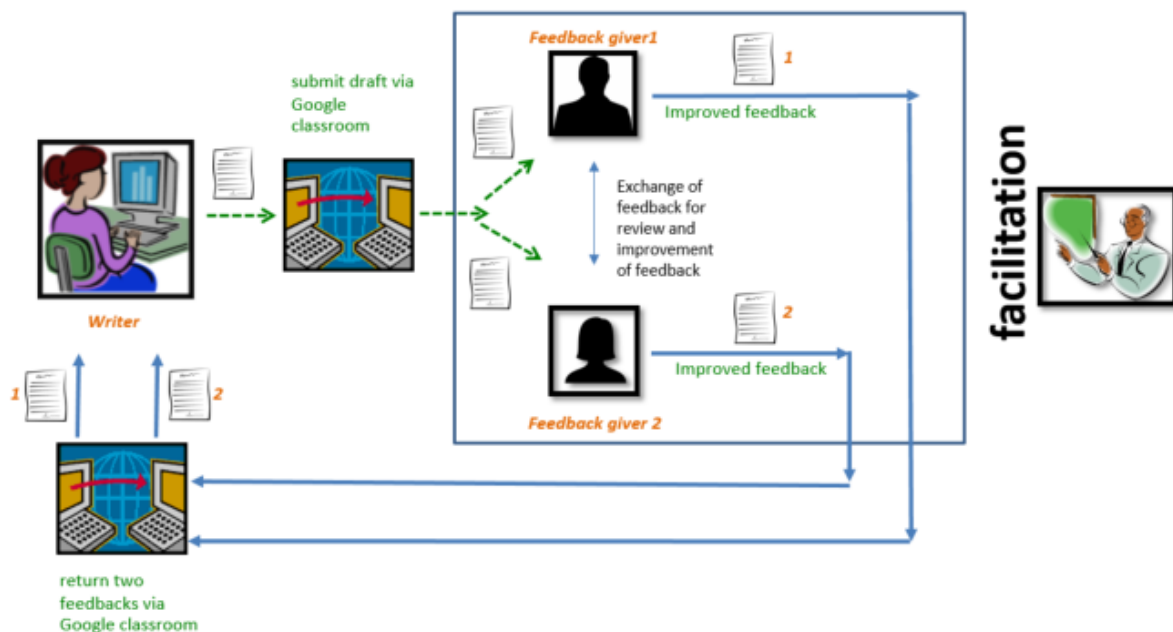 Feedback giver1
1
submit draft via
Google
classroom
Improved feedback
Exchange of
feedback for
review and
improvement
of feedback
facilitation
Writer
2
Improved feedback
1
2
Feedback giver 2
return two
feedbacks via
Google classroom